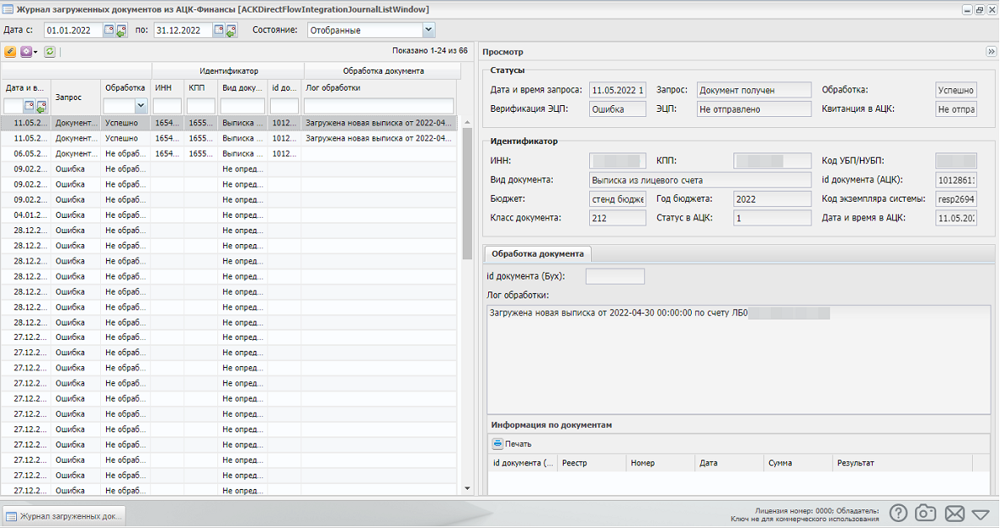 Журнал загруженных документов из АЦК-Финансы [ACKDirectFlowIntegrationJournalListWindow]
Дата с: 01.01.2022 по: 31.12.2022 Состояние: Отобранные
Показано 1-24 из 66
Идентификатор Обработка документа
Дата и в... Запрос Обработка ИНН КПП Вид доку... id до... Лог обработки
11.05.2... Документ... Успешно 1654... 1655... Выписка ... 1012... Загружена новая выписка от 2022-04...
11.05.2... Документ... Успешно 1654... 1655... Выписка ... 1012... Загружена новая выписка от 2022-04...
06.05.2... Документ... Не обраб... 1654... 1655... Выписка ... 1012...
09.02.2... Ошибка Не обраб... Не опред...
09.02.2... Ошибка Не обраб... Не опред...
09.02.2... Ошибка Не обраб... Не опред...
04.01.2... Ошибка Не обраб... Не опред...
28.12.2... Ошибка Не обраб... Не опред...
28.12.2... Ошибка Не обраб... Не опред...
28.12.2... Ошибка Не обраб... Не опред...
28.12.2... Ошибка Не обраб... Не опред...
28.12.2... Ошибка Не обраб... Не опред...
28.12.2... Ошибка Не обраб... Не опред...
28.12.2... Ошибка Не обраб... Не опред...
27.12.2... Ошибка Не обраб... Не опред...
27.12.2... Ошибка Не обраб... Не опред...
27.12.2... Ошибка Не обраб... Не опред...
27.12.2... Ошибка Не обраб... Не опред...
27.12.2... Ошибка Не обраб... Не опред...
27.12.2... Ошибка Не обраб... Не опред...
27.12.2... Ошибка Не обраб... Не опред...
27.12.2... Ошибка Не обраб... Не опред...
27.12.2... Ошибка Не обраб... Не опред...
27.12.2... Ошибка Не обраб... Не опред...
27.12.2... Ошибка Не обраб... Не опред...
Просмотр
Статусы
Дата и время запроса: 11.05.2022 1 Запрос: Документ получен Обработка: Успешно
Верификация ЭЦП: Ошибка ЭЦП: Не отправлено Квитанция в АЦК: Не отпра
Идентификатор
ИНН: КПП: Код УБП/НУБП:
Вид документа: Выписка из лицевого счета id документа (АЦК): 1012861
Бюджет: стенд бюдже Год бюджета: 2022 Код экземпляра системы: resp2694
Класс документа: 212 Статус в АЦК: 1 Дата и время в АЦК: 11.05.202
Обработка документа
id документа (Бух):
Лог обработки:
Загружена новая выписка от 2022-04-30 00:00:00 по счету ЛБ0
Информация по документам
Печать
id документа (... Реестр Номер Дата Сумма Результат
Журнал загруженных док...
Лицензия номер: 0000; Обладатель:
Ключ не для коммерческого использования